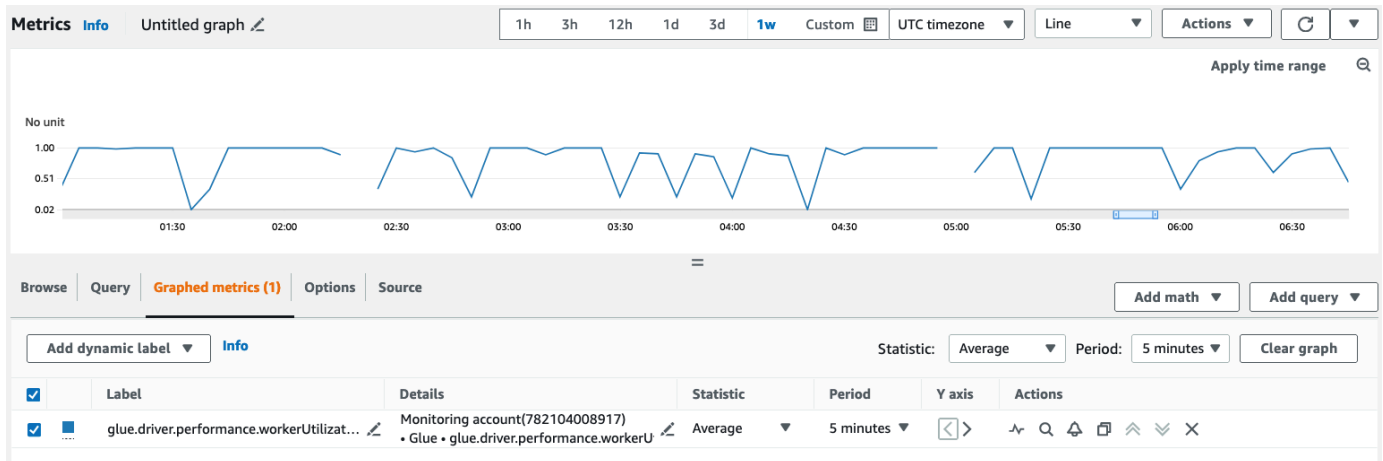 Metrics Info Untitled graph 1h 3h 12h 1d 3d 1w Custom UTC timezone Line Actions
Apply time range
No unit
1.00
0.51
0.02
01:30 02:00 02:30 03:00 03:30 04:00 04:30 05:00 05:30 06:00 06:30
Browse Query Graphed metrics (1) Options Source Add math Add query
Add dynamic label Info Statistic: Average Period: 5 minutes Clear graph
Label Details Statistic Period Y axis Actions
glue.driver.performance.workerUtilizat... Monitoring account(782104008917) Average 5 minutes
• Glue • glue.driver.performance.workerU